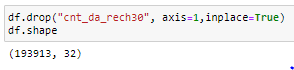 df.drop("cnt_da_rech30", axis=1,inplace=True)
df.shape
(193913, 32)